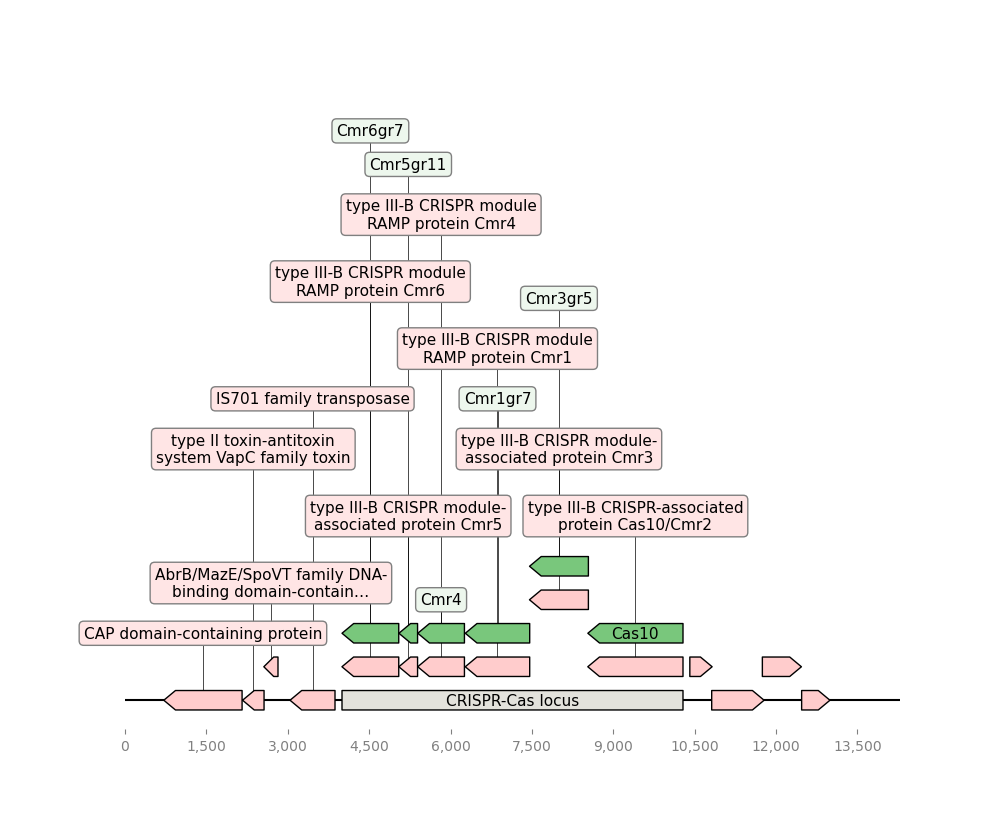 Cmr6gr7
Cmr5gr11
type III-B CRISPR module
RAMP protein Cmr4
type III-B CRISPR module
RAMP protein Cmr6
Cmr3gr5
type III-B CRISPR module
RAMP protein Cmr1
IS701 family transposase
Cmr1gr7
type II toxin-antitoxin
system VapC family toxin
type III-B CRISPR module-
associated protein Cmr3
type III-B CRISPR module-
associated protein Cmr5
type III-B CRISPR-associated
protein Cas10/Cmr2
AbrB/MazE/SpoVT family DNA-
binding domain-contain...
Cmr4
CAP domain-containing protein
Cas10
CRISPR-Cas locus
0 1,500 3,000 4,500 6,000 7,500 9,000 10,500 12,000 13,500